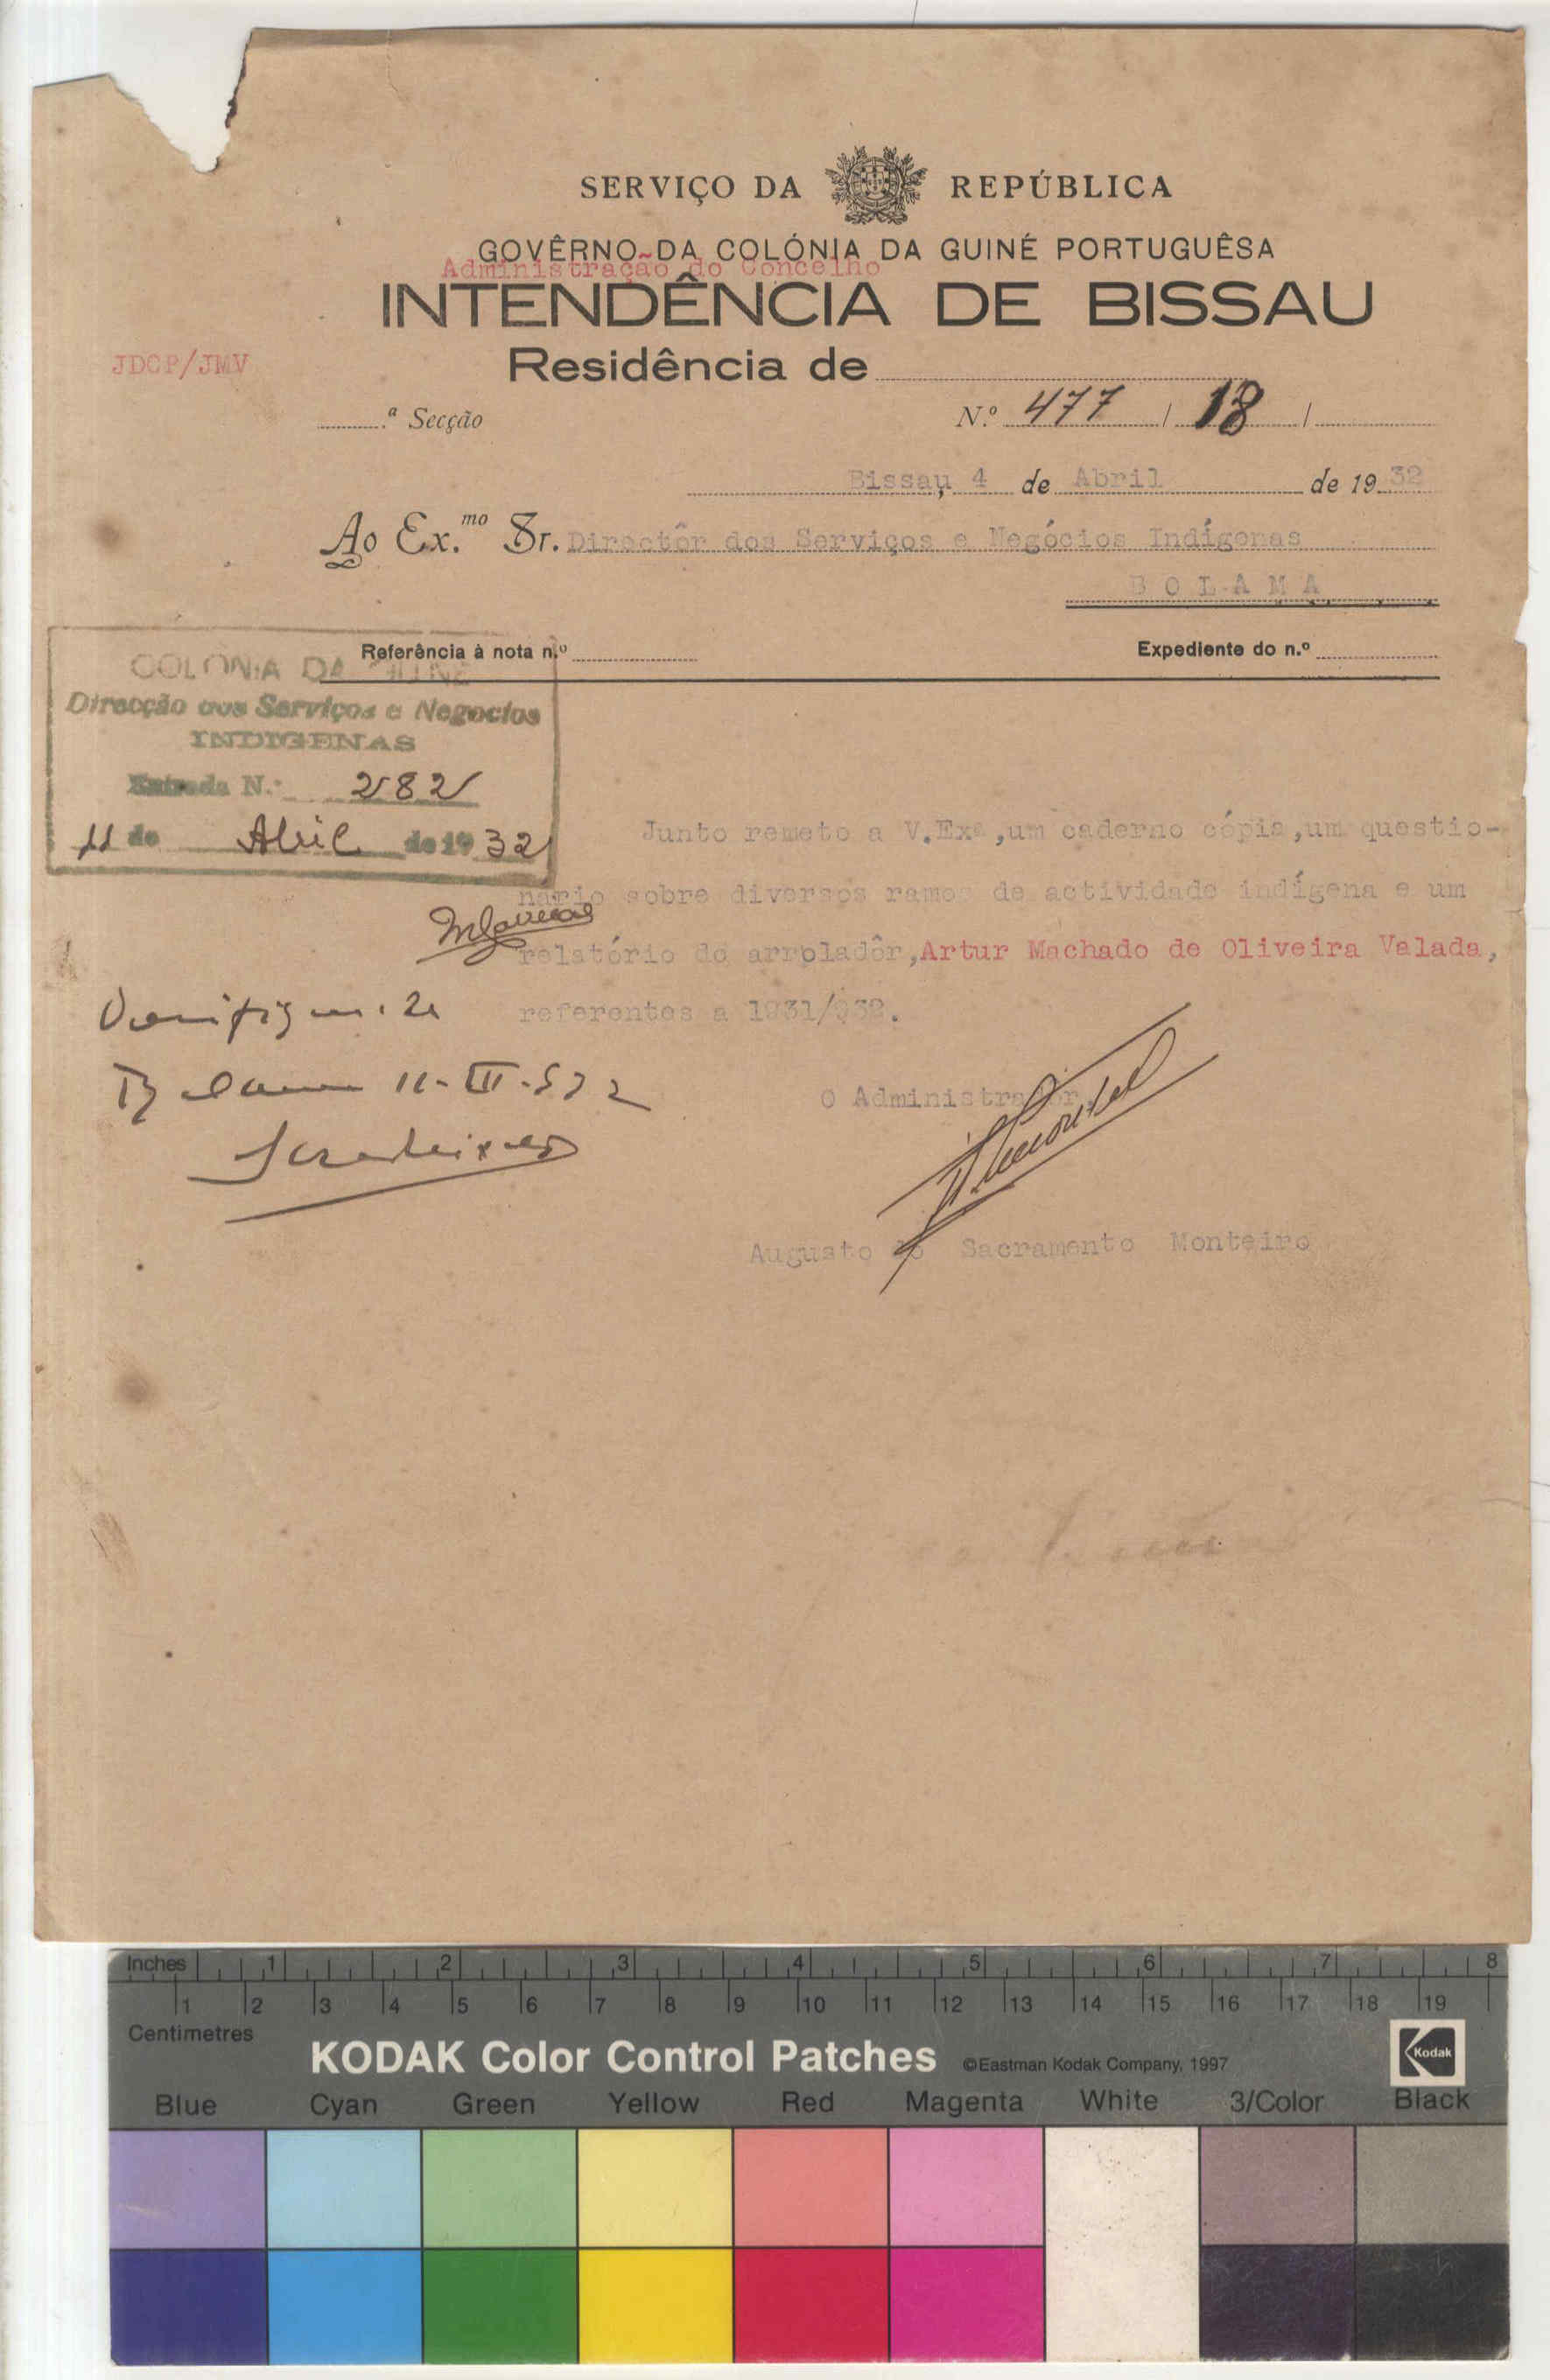 SERVIÇO DA REPÚBLICA
GOVÊRNO DA COLÓNIA DA GUINÉ PORTUGUÊSA
Administração do Concelho
INTENDÊNCIA DE BISSAU
JDCP/JMV
Residência de
.ª Secção
N.º 477 / 18 /
Bissau, 4 de Abril de 1932
Ao Ex.mo Sr. Directôr dos Serviços e Negócios Indígenas
BOLAMA
Referência à nota n.º
Expediente do n.º
COLONIA DA GUINÉ
Direcção dos Serviços e Negocios
INDIGENAS
Entrada N.º 282
11 de Abril de 1932
Junto remeto a V.Exª,um caderno cópia,um questio-
nário sobre diversos ramos de actividade indígena e um
relatório do arroladôr,Artur Machado de Oliveira Valada,
referentes a 1931/932.
O Administrador,
Augusto do Sacramento Monteiro
Inches 1 2 3 4 5 6 7 8
1 2 3 4 5 6 7 8 9 10 11 12 13 14 15 16 17 18 19
Centimetres
KODAK Color Control Patches ©Eastman Kodak Company, 1997 Kodak
Blue Cyan Green Yellow Red Magenta White 3/Color Black